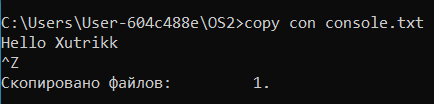 C:\Users\User-604c488e\OS2>copy con console.txt
Hello Xutrikk
^Z
Скопировано файлов:         1.